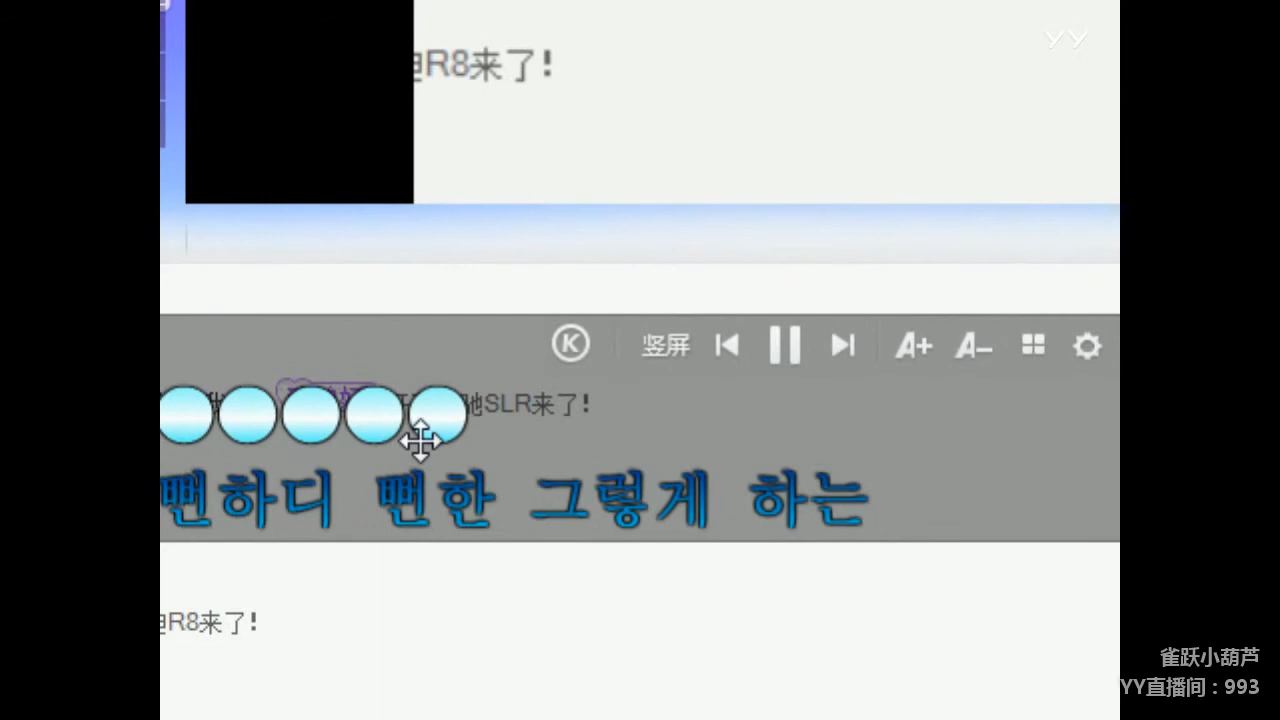 R8来了!
YY
K 竖屏 A+ A-
SLR来了!
뻔하디 뻔한 그렇게 하는
R8来了!
雀跃小葫芦
YY直播间:993